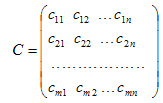 C = ( c11 c12 ... c1n
c21 c22 ... c2n
.....................
cm1 cm2 ... cmn )